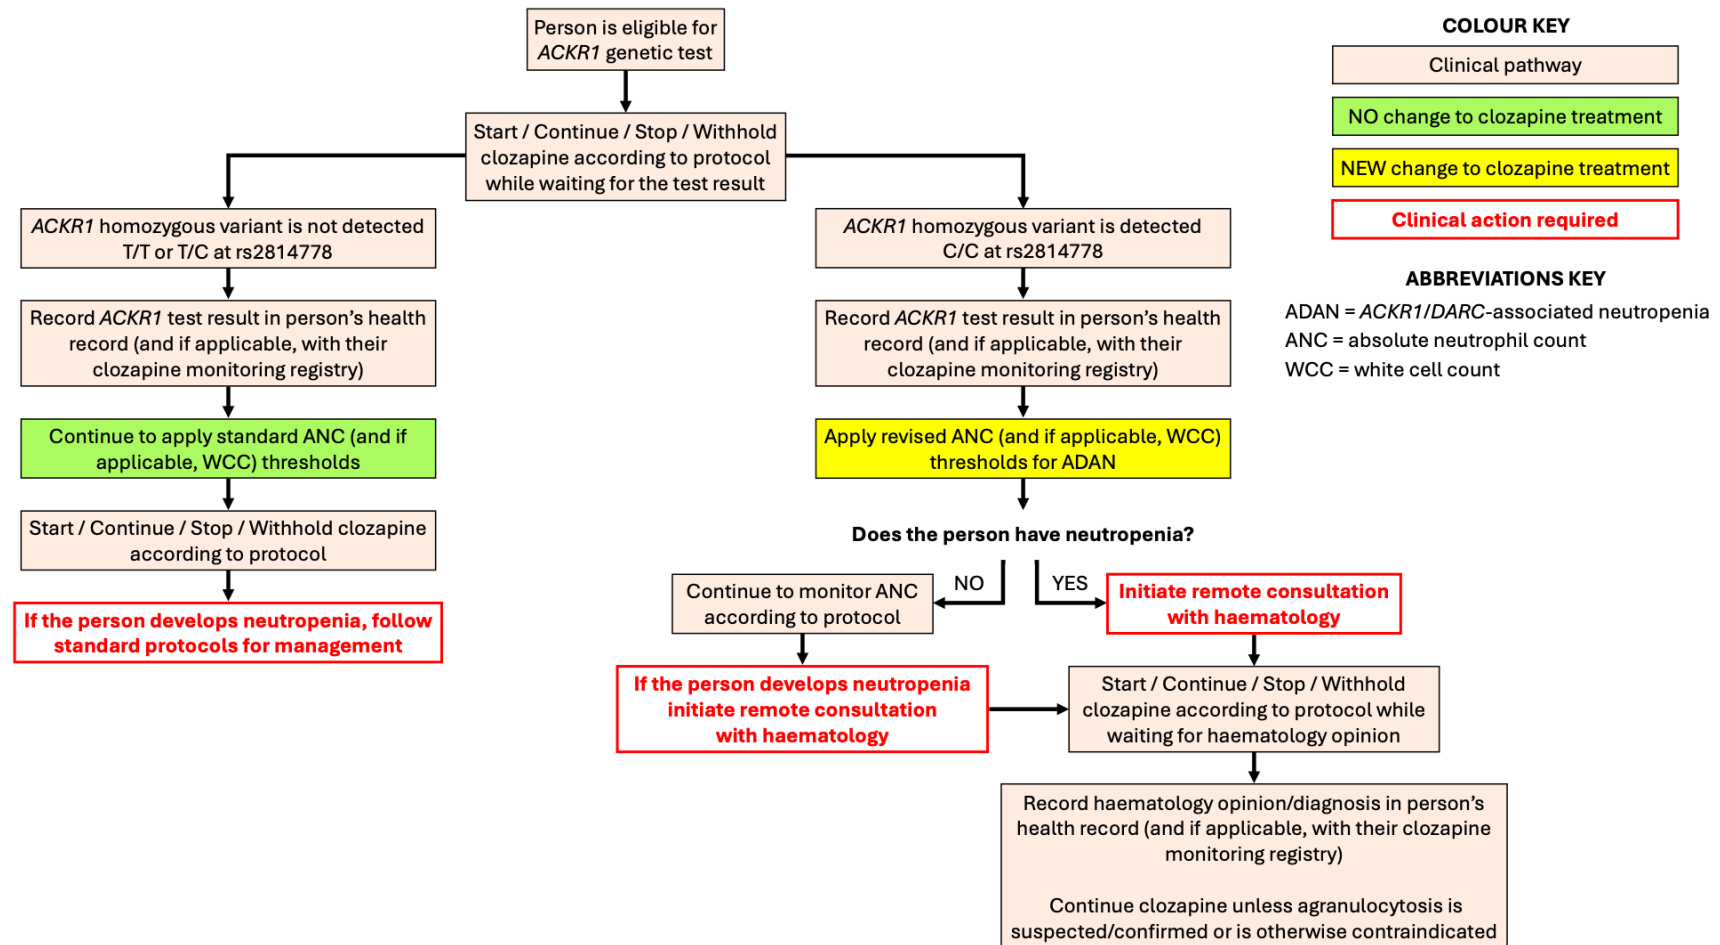 Person is eligible for
ACKR1 genetic test
Start / Continue / Stop / Withhold
clozapine according to protocol
while waiting for the test result
ACKR1 homozygous variant is not detected
T/T or T/C at rs2814778
Record ACKR1 test result in person’s health
record (and if applicable, with their
clozapine monitoring registry)
Continue to apply standard ANC (and if
applicable, WCC) thresholds
Start / Continue / Stop / Withhold clozapine
according to protocol
If the person develops neutropenia, follow
standard protocols for management
ACKR1 homozygous variant is detected
C/C at rs2814778
Record ACKR1 test result in person’s health
record (and if applicable, with their
clozapine monitoring registry)
Apply revised ANC (and if applicable, WCC)
thresholds for ADAN
Does the person have neutropenia?
NO
YES
Continue to monitor ANC
according to protocol
If the person develops neutropenia
initiate remote consultation
with haematology
Initiate remote consultation
with haematology
Start / Continue / Stop / Withhold
clozapine according to protocol while
waiting for haematology opinion
Record haematology opinion/diagnosis in person’s
health record (and if applicable, with their clozapine
monitoring registry)
Continue clozapine unless agranulocytosis is
suspected/confirmed or is otherwise contraindicated
COLOUR KEY
Clinical pathway
NO change to clozapine treatment
NEW change to clozapine treatment
Clinical action required
ABBREVIATIONS KEY
ADAN = ACKR1/DARC-associated neutropenia
ANC = absolute neutrophil count
WCC = white cell count